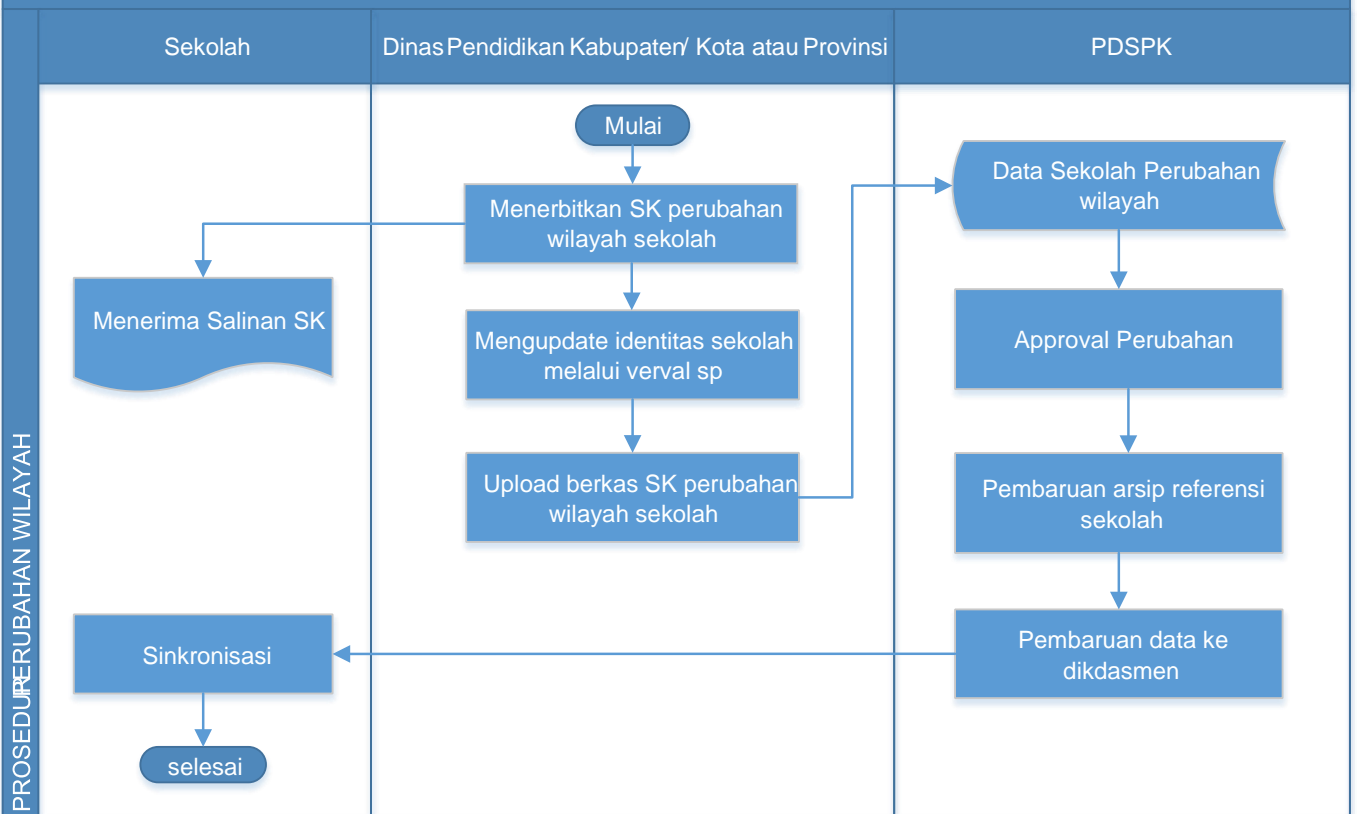 Sekolah
Dinas Pendidikan Kabupaten/ Kota atau Provinsi
PDSPK
PROSEDUR PERUBAHAN WILAYAH
Mulai
Menerbitkan SK perubahan
wilayah sekolah
Menerima Salinan SK
Mengupdate identitas sekolah
melalui verval sp
Upload berkas SK perubahan
wilayah sekolah
Data Sekolah Perubahan
wilayah
Approval Perubahan
Pembaruan arsip referensi
sekolah
Pembaruan data ke
dikdasmen
Sinkronisasi
selesai